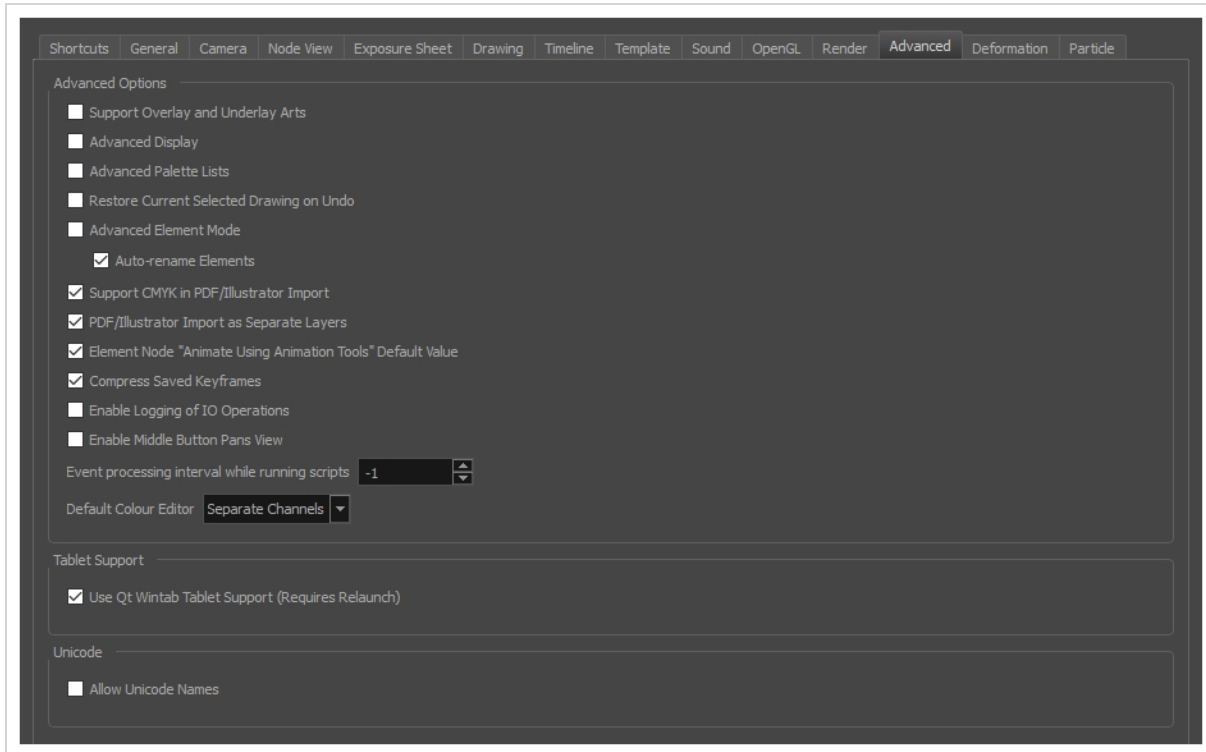 Shortcuts General Camera Node View Exposure Sheet Drawing Timeline Template Sound OpenGL Render Advanced Deformation Particle
Advanced Options
Support Overlay and Underlay Arts
Advanced Display
Advanced Palette Lists
Restore Current Selected Drawing on Undo
Advanced Element Mode
Auto-rename Elements
Support CMYK in PDF/Illustrator Import
PDF/Illustrator Import as Separate Layers
Element Node "Animate Using Animation Tools" Default Value
Compress Saved Keyframes
Enable Logging of IO Operations
Enable Middle Button Pans View
Event processing interval while running scripts -1
Default Colour Editor Separate Channels
Tablet Support
Use Qt Wintab Tablet Support (Requires Relaunch)
Unicode
Allow Unicode Names